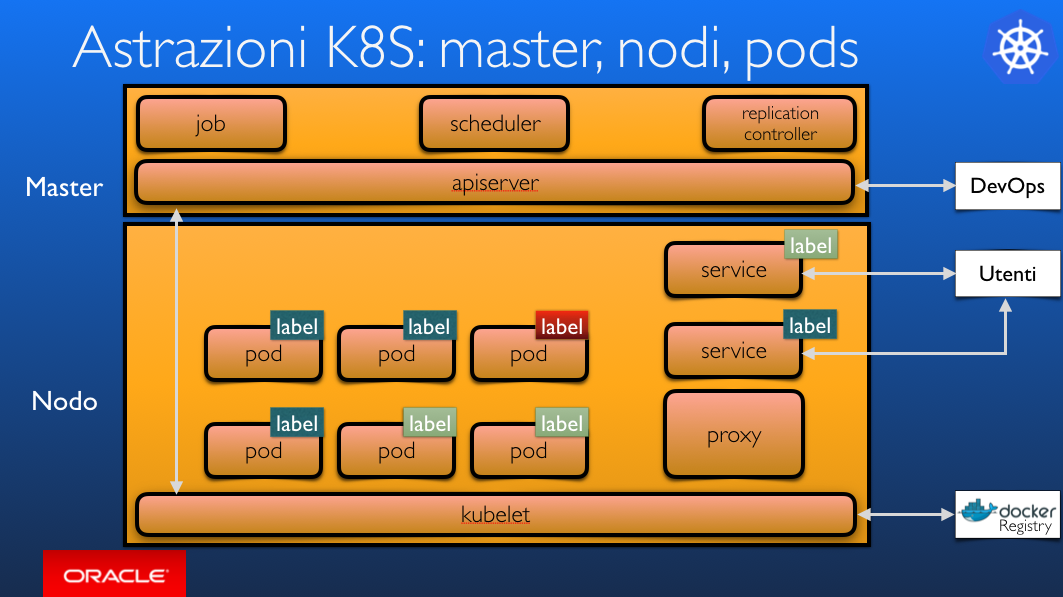 Astrazioni K8S: master, nodi, pods
job
scheduler
replication
controller
Master
apiserver
DevOps
label
service
Utenti
label
label
label
label
pod
pod
pod
service
Nodo
label
label
label
pod
pod
pod
proxy
kubelet
docker
Registry
ORACLE